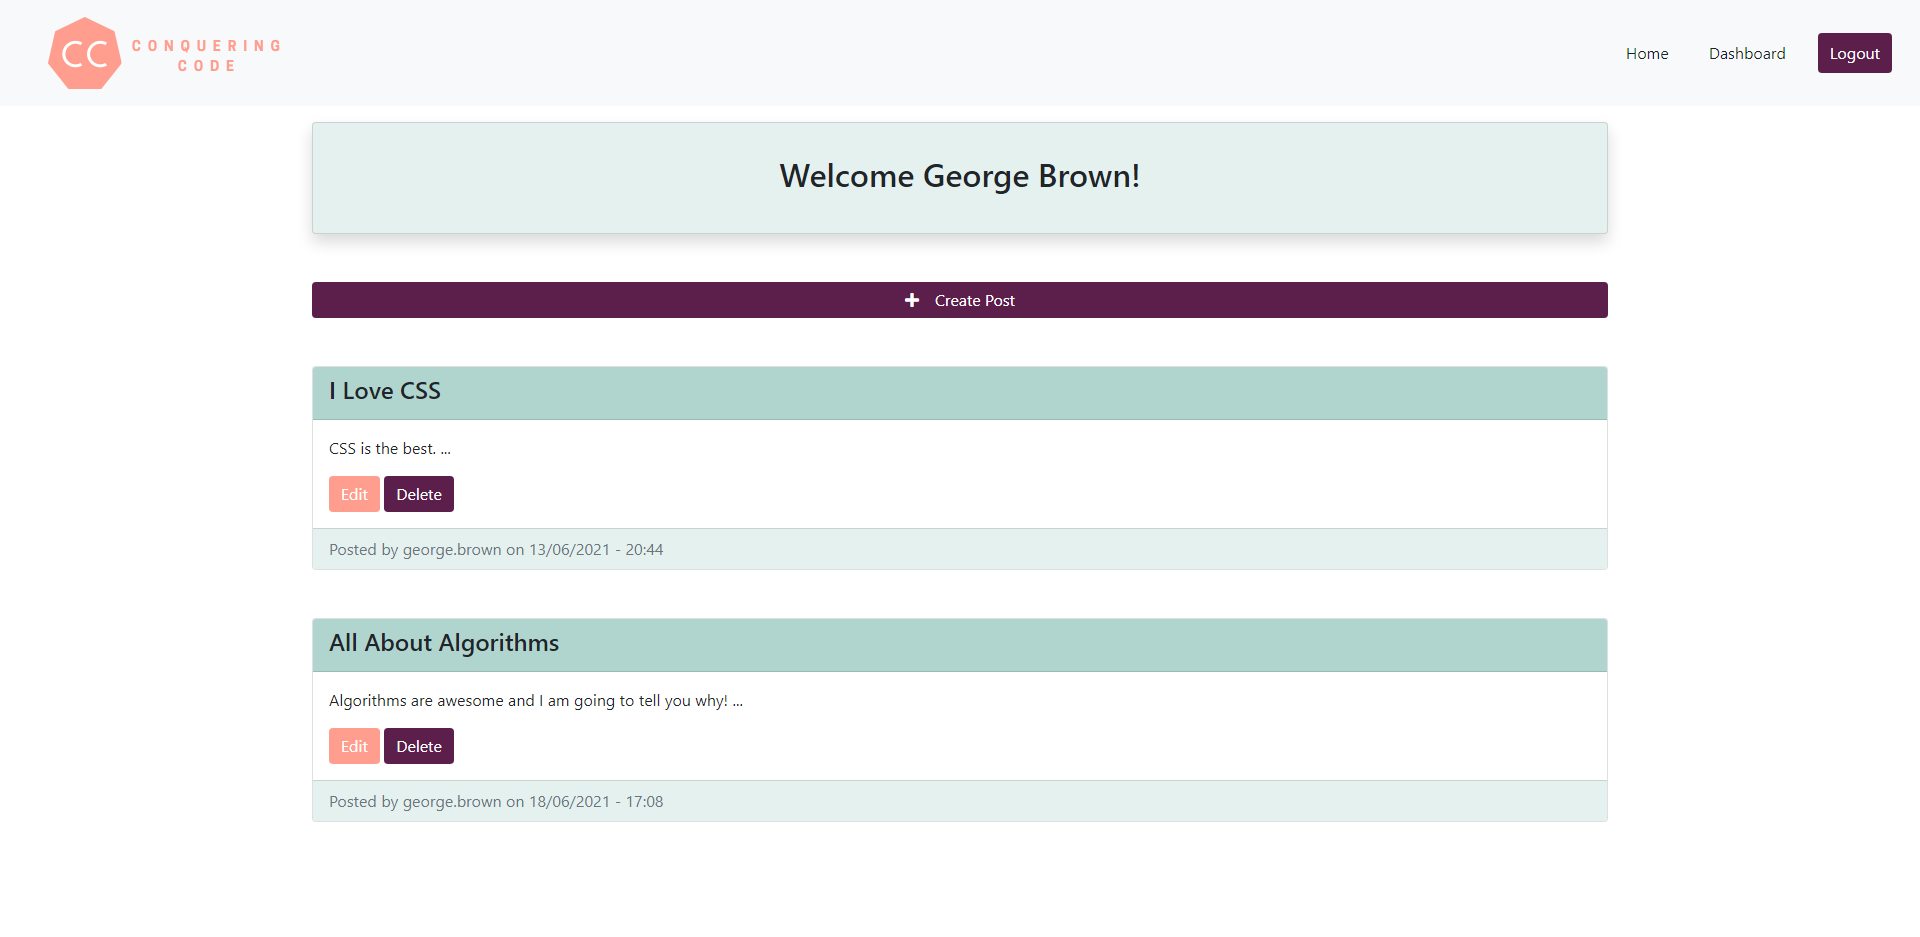 CC
CONQUERING
CODE
Home Dashboard Logout
Welcome George Brown!
Create Post
I Love CSS
CSS is the best. ...
Edit Delete
Posted by george.brown on 13/06/2021 - 20:44
All About Algorithms
Algorithms are awesome and I am going to tell you why! ...
Edit Delete
Posted by george.brown on 18/06/2021 - 17:08